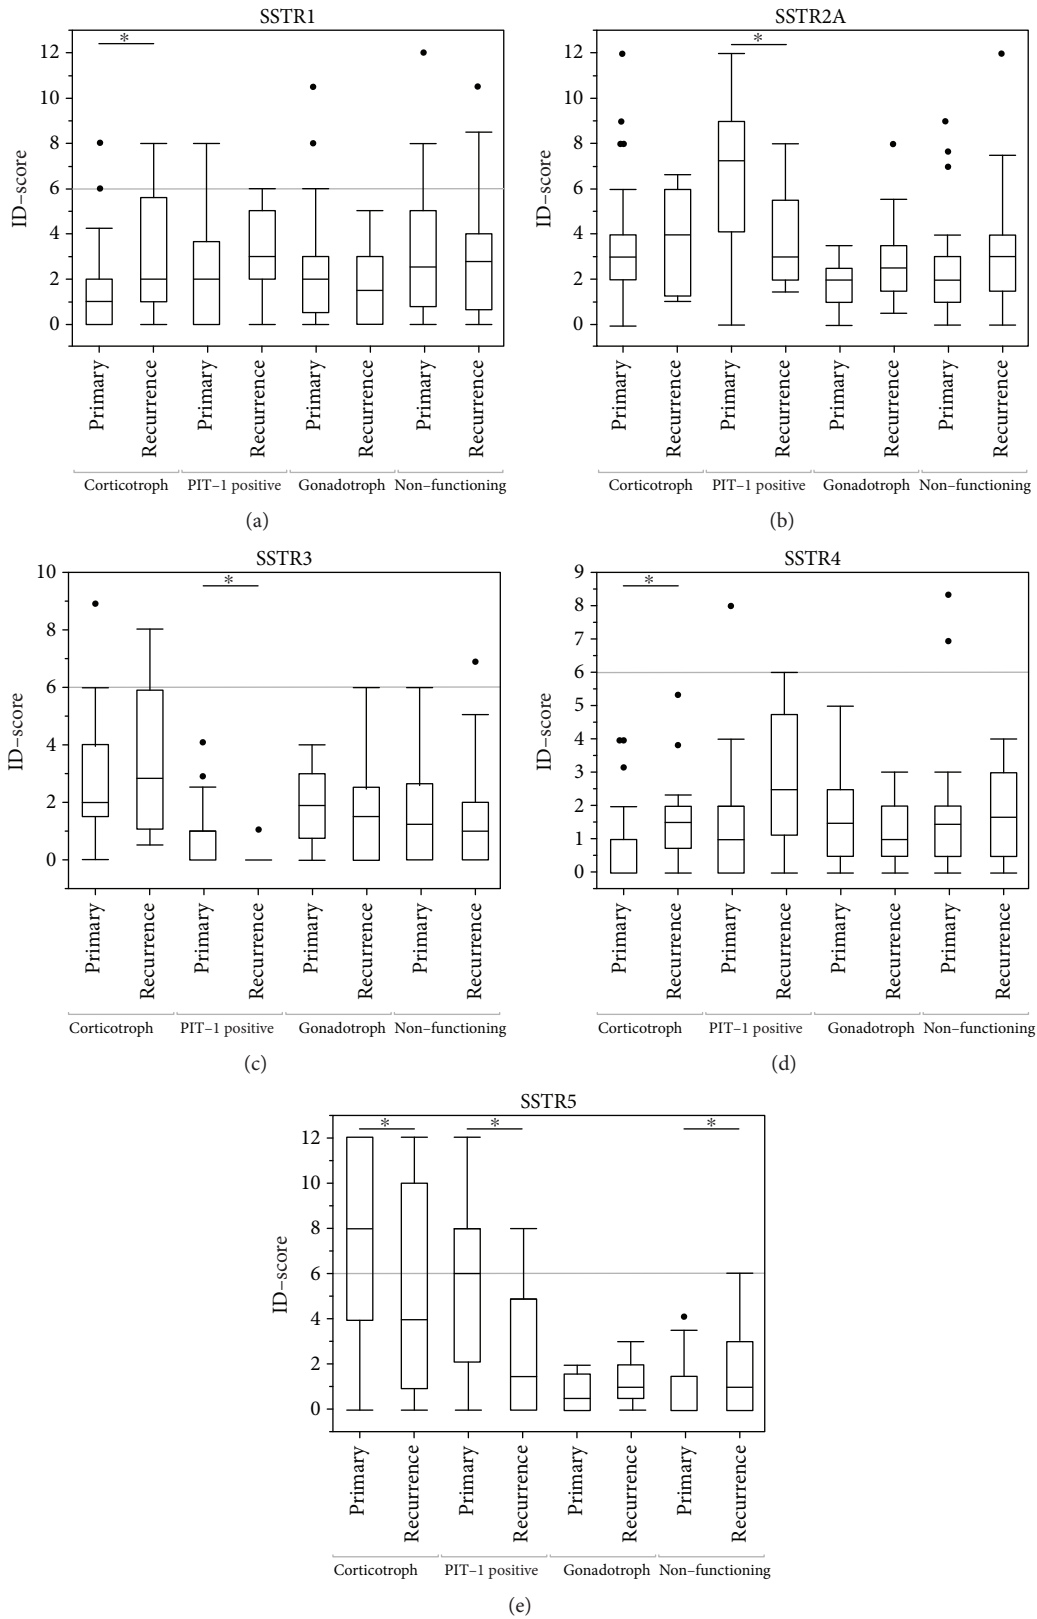 SSTR1
*
12
10
8
6
4
2
0
ID–score
Primary
Recurrence
Primary
Recurrence
Primary
Recurrence
Primary
Recurrence
Corticotroph PIT–1 positive Gonadotroph Non–functioning
(a)
SSTR2A
*
12
10
8
6
4
2
0
ID–score
Primary
Recurrence
Primary
Recurrence
Primary
Recurrence
Primary
Recurrence
Corticotroph PIT–1 positive Gonadotroph Non–functioning
(b)
SSTR3
*
10
8
6
4
2
0
ID–score
Primary
Recurrence
Primary
Recurrence
Primary
Recurrence
Primary
Recurrence
Corticotroph PIT–1 positive Gonadotroph Non–functioning
(c)
SSTR4
*
9
8
7
6
5
4
3
2
1
0
ID–score
Primary
Recurrence
Primary
Recurrence
Primary
Recurrence
Primary
Recurrence
Corticotroph PIT–1 positive Gonadotroph Non–functioning
(d)
SSTR5
* * *
12
10
8
6
4
2
0
ID–score
Primary
Recurrence
Primary
Recurrence
Primary
Recurrence
Primary
Recurrence
Corticotroph PIT–1 positive Gonadotroph Non–functioning
(e)